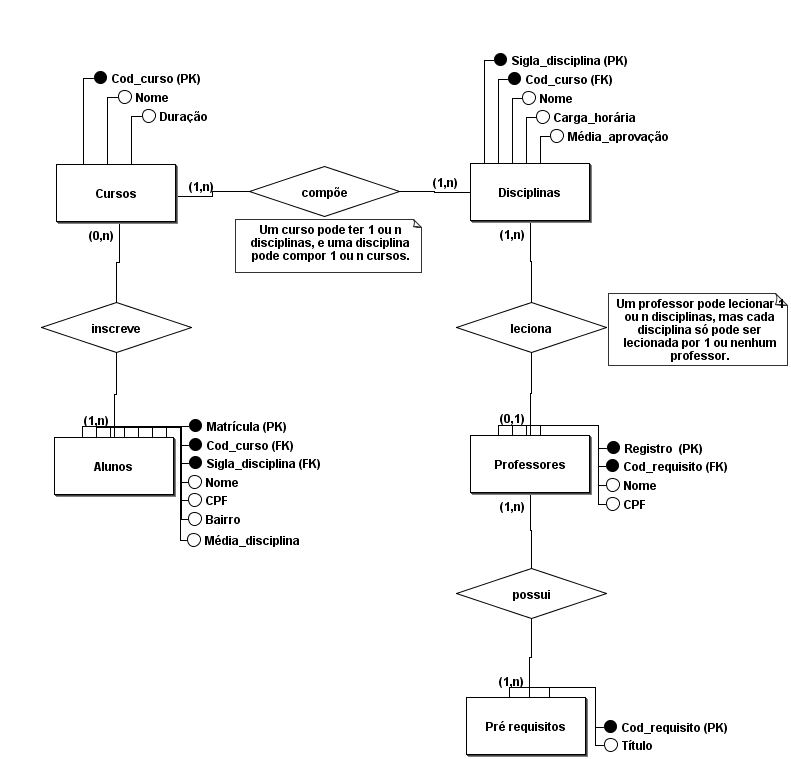 Cod_curso (PK)
Nome
Duração
Sigla_disciplina (PK)
Cod_curso (FK)
Nome
Carga_horária
Média_aprovação
Cursos
(1,n)
compõe
(1,n)
Disciplinas
(0,n)
Um curso pode ter 1 ou n
disciplinas, e uma disciplina
pode compor 1 ou n cursos.
(1,n)
inscreve
leciona
Um professor pode lecionar 1
ou n disciplinas, mas cada
disciplina só pode ser
lecionada por 1 ou nenhum
professor.
(1,n)
Alunos
Matrícula (PK)
Cod_curso (FK)
Sigla_disciplina (FK)
Nome
CPF
Bairro
Média_disciplina
(0,1)
Professores
Registro (PK)
Cod_requisito (FK)
Nome
CPF
(1,n)
possui
(1,n)
Pré requisitos
Cod_requisito (PK)
Título